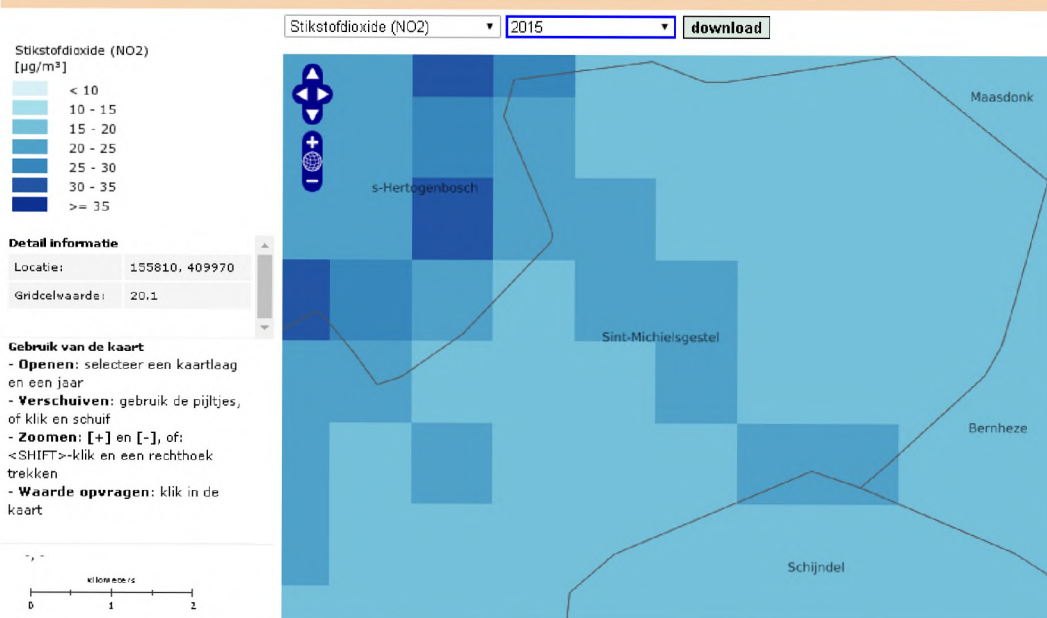 Stikstofdioxide (NO2) 2015 download
Stikstofdioxide (NO2)
[µg/m³]
< 10
10 - 15
15 - 20
20 - 25
25 - 30
30 - 35
>= 35
Detail informatie
Locatie: 155810, 409970
Gridcelwaarde: 20.1
Gebruik van de kaart
- Openen: selecteer een kaartlaag
en een jaar
- Verschuiven: gebruik de pijltjes,
of klik en schuif
- Zoomen: [+] en [-], of:
<SHIFT>-klik en een rechthoek
trekken
- Waarde opvragen: klik in de
kaart
-, -
kilometers
0 1 2
Maasdonk
s-Hertogenbosch
Sint-Michielsgestel
Bernheze
Schijndel